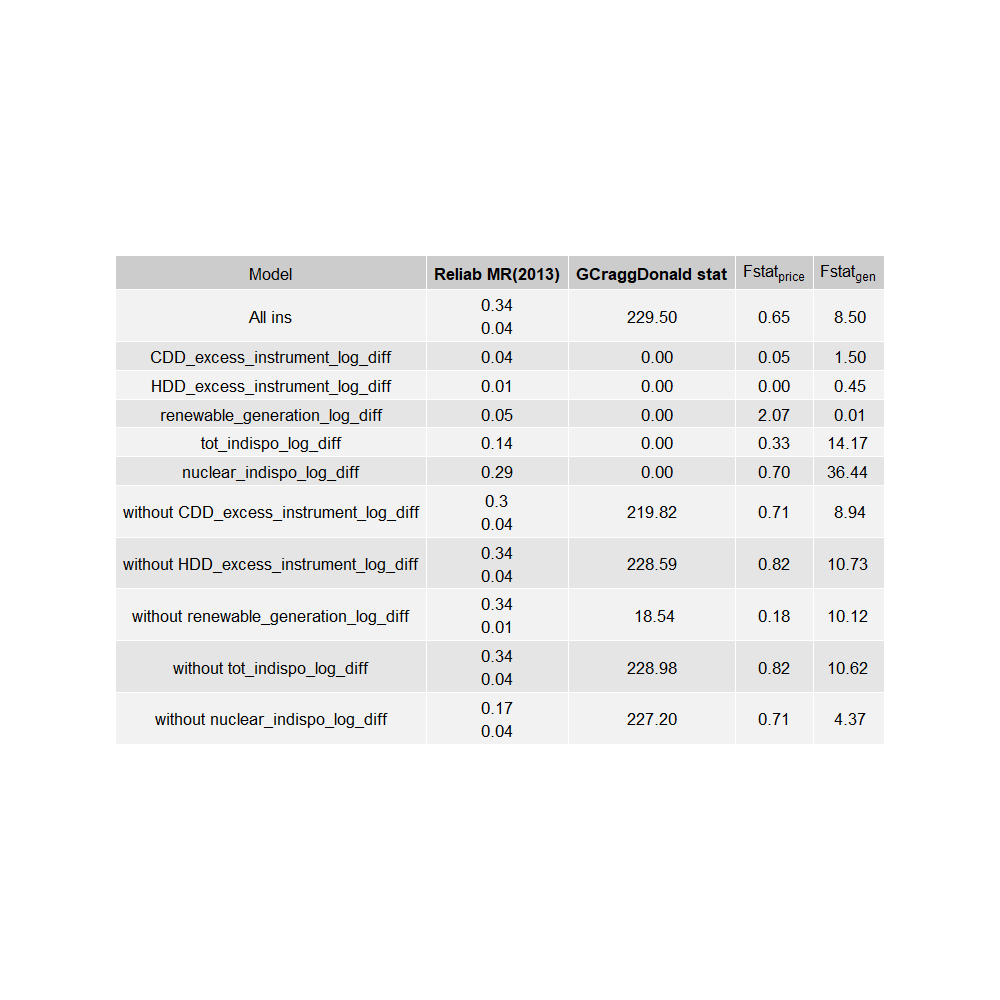 Model Reliab MR(2013) GCraggDonald stat Fstatprice Fstatgen
All ins 0.34 0.04 229.50 0.65 8.50
CDD_excess_instrument_log_diff 0.04 0.00 0.05 1.50
HDD_excess_instrument_log_diff 0.01 0.00 0.00 0.45
renewable_generation_log_diff 0.05 0.00 2.07 0.01
tot_indispo_log_diff 0.14 0.00 0.33 14.17
nuclear_indispo_log_diff 0.29 0.00 0.70 36.44
without CDD_excess_instrument_log_diff 0.3 0.04 219.82 0.71 8.94
without HDD_excess_instrument_log_diff 0.34 0.04 228.59 0.82 10.73
without renewable_generation_log_diff 0.34 0.01 18.54 0.18 10.12
without tot_indispo_log_diff 0.34 0.04 228.98 0.82 10.62
without nuclear_indispo_log_diff 0.17 0.04 227.20 0.71 4.37